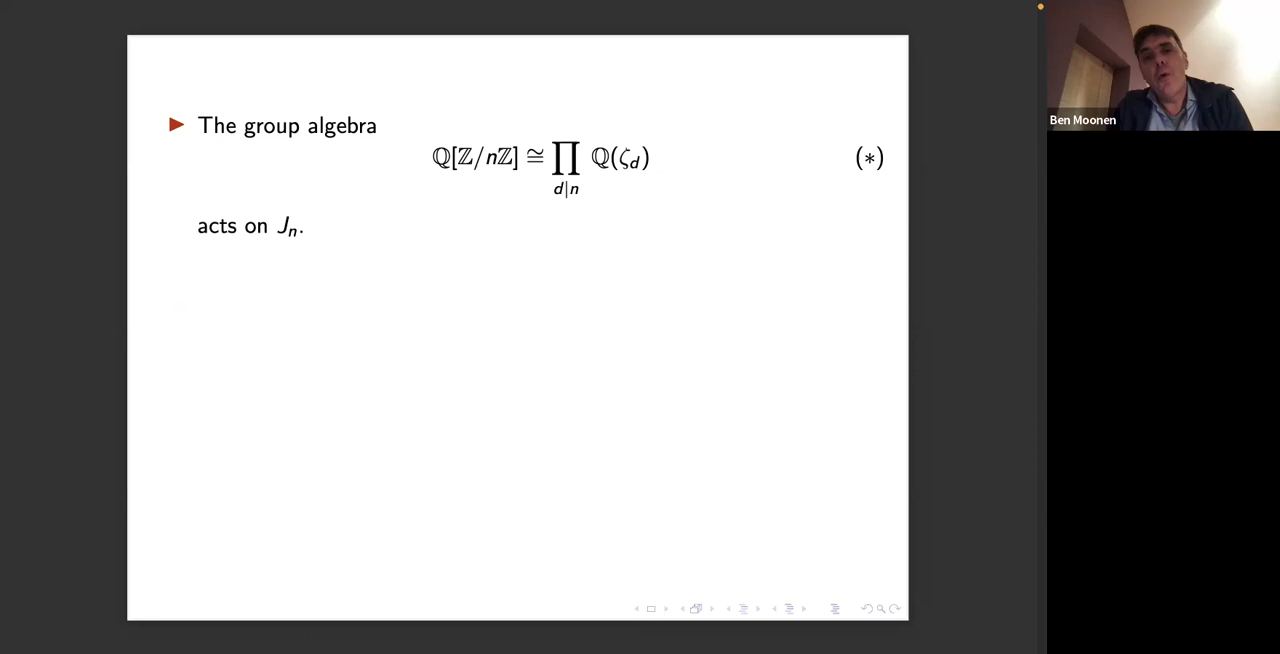 ▶ The group algebra
ℚ[ℤ/nℤ] ≅ ∏_{d|n} ℚ(ζ_d) (∗)
acts on J_n.
Ben Moonen